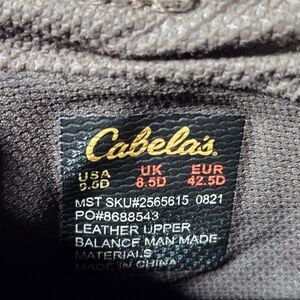 Cabela's
USA UK EUR
9.5D 8.5D 42.5D
MST SKU#2565615 0821
PO#8688543
LEATHER UPPER
BALANCE MAN MADE
MATERIALS
MADE IN CHINA